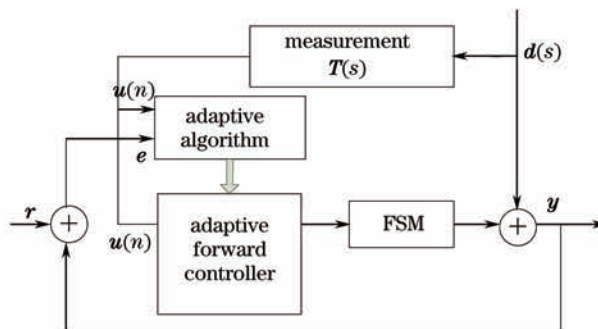 measurement
T(s)
d(s)
u(n)
adaptive
algorithm
e
r
+
u(n)
adaptive
forward
controller
FSM
+
y